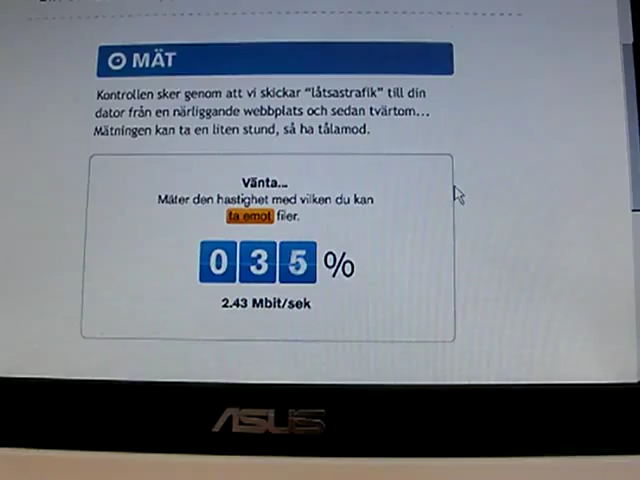 MÄT
Kontrollen sker genom att vi skickar "låtsastrafik" till din
dator från en närliggande webbplats och sedan tvärtom...
Mätningen kan ta en liten stund, så ha tålamod.
Vänta...
Mäter den hastighet med vilken du kan
ta emot filer.
035 %
2.43 Mbit/sek
ASUS